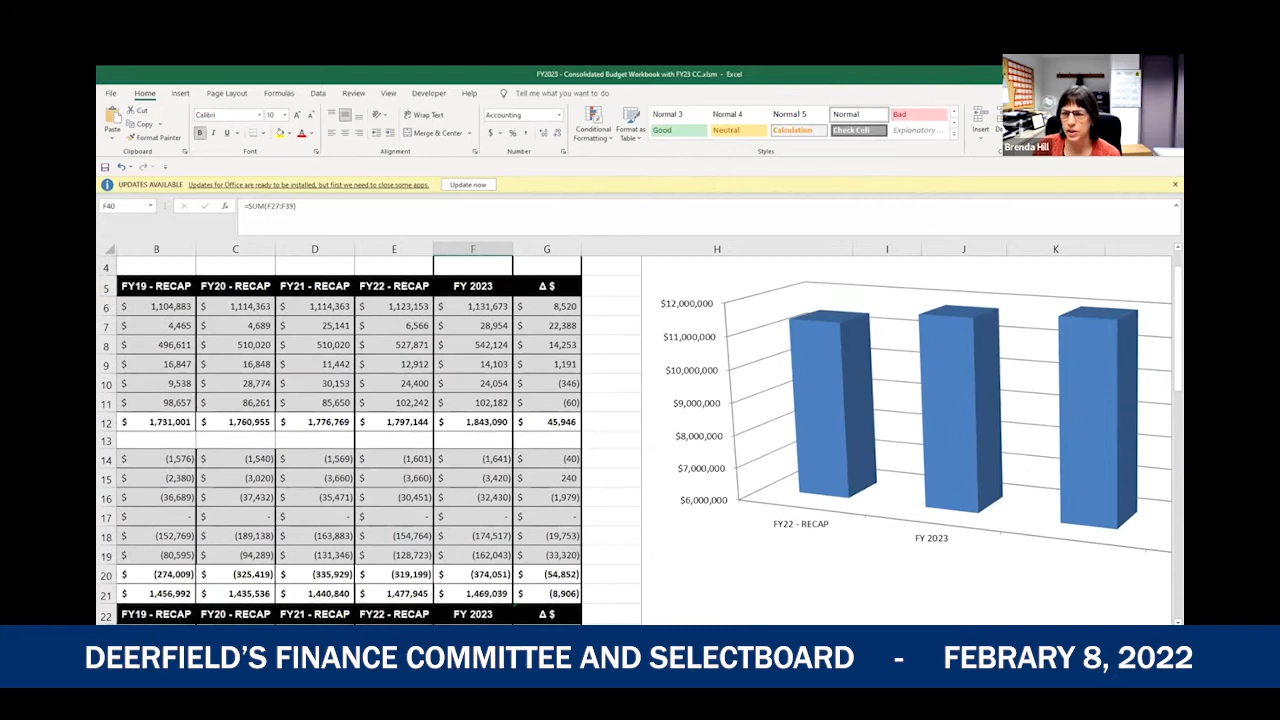 FY2023 - Consolidated Budget Workbook with FY23 CC.xlsm - Excel
File Home Insert Page Layout Formulas Data Review View Developer Help Tell me what you want to do
Paste Cut Copy Format Painter
Calibri 10
Wrap Text
Merge & Center
Accounting
Conditional Formatting
Format as Table
Normal 3 Normal 4 Normal 5 Normal Bad
Good Neutral Calculation Check Cell Explanatory ...
Insert
Clipboard Font Alignment Number Styles
Brenda Hill
UPDATES AVAILABLE Updates for Office are ready to be installed, but first we need to close some apps. Update now
F40 fx =SUM(F27:F39)
B C D E F G H I J K
4
5 FY19 - RECAP FY20 - RECAP FY21 - RECAP FY22 - RECAP FY 2023 Δ $
6 $ 1,104,883 $ 1,114,363 $ 1,114,363 $ 1,123,153 $ 1,131,673 $ 8,520
7 $ 4,465 $ 4,689 $ 25,141 $ 6,566 $ 28,954 $ 22,388
8 $ 496,611 $ 510,020 $ 510,020 $ 527,871 $ 542,124 $ 14,253
9 $ 16,847 $ 16,848 $ 11,442 $ 12,912 $ 14,103 $ 1,191
10 $ 9,538 $ 28,774 $ 30,153 $ 24,400 $ 24,054 $ (346)
11 $ 98,657 $ 86,261 $ 85,650 $ 102,242 $ 102,182 $ (60)
12 $ 1,731,001 $ 1,760,955 $ 1,776,769 $ 1,797,144 $ 1,843,090 $ 45,946
13
14 $ (1,576) $ (1,540) $ (1,569) $ (1,601) $ (1,641) $ (40)
15 $ (2,380) $ (3,020) $ (3,660) $ (3,660) $ (3,420) $ 240
16 $ (36,689) $ (37,432) $ (35,471) $ (30,451) $ (32,430) $ (1,979)
17 $ - $ - $ - $ - $ - $ -
18 $ (152,769) $ (189,138) $ (163,883) $ (154,764) $ (174,517) $ (19,753)
19 $ (80,595) $ (94,289) $ (131,346) $ (128,723) $ (162,043) $ (33,320)
20 $ (274,009) $ (325,419) $ (335,929) $ (319,199) $ (374,051) $ (54,852)
21 $ 1,456,992 $ 1,435,536 $ 1,440,840 $ 1,477,945 $ 1,469,039 $ (8,906)
22 FY19 - RECAP FY20 - RECAP FY21 - RECAP FY22 - RECAP FY 2023 Δ $
$12,000,000
$11,000,000
$10,000,000
$9,000,000
$8,000,000
$7,000,000
$6,000,000
FY22 - RECAP
FY 2023
DEERFIELD'S FINANCE COMMITTEE AND SELECTBOARD - FEBRARY 8, 2022